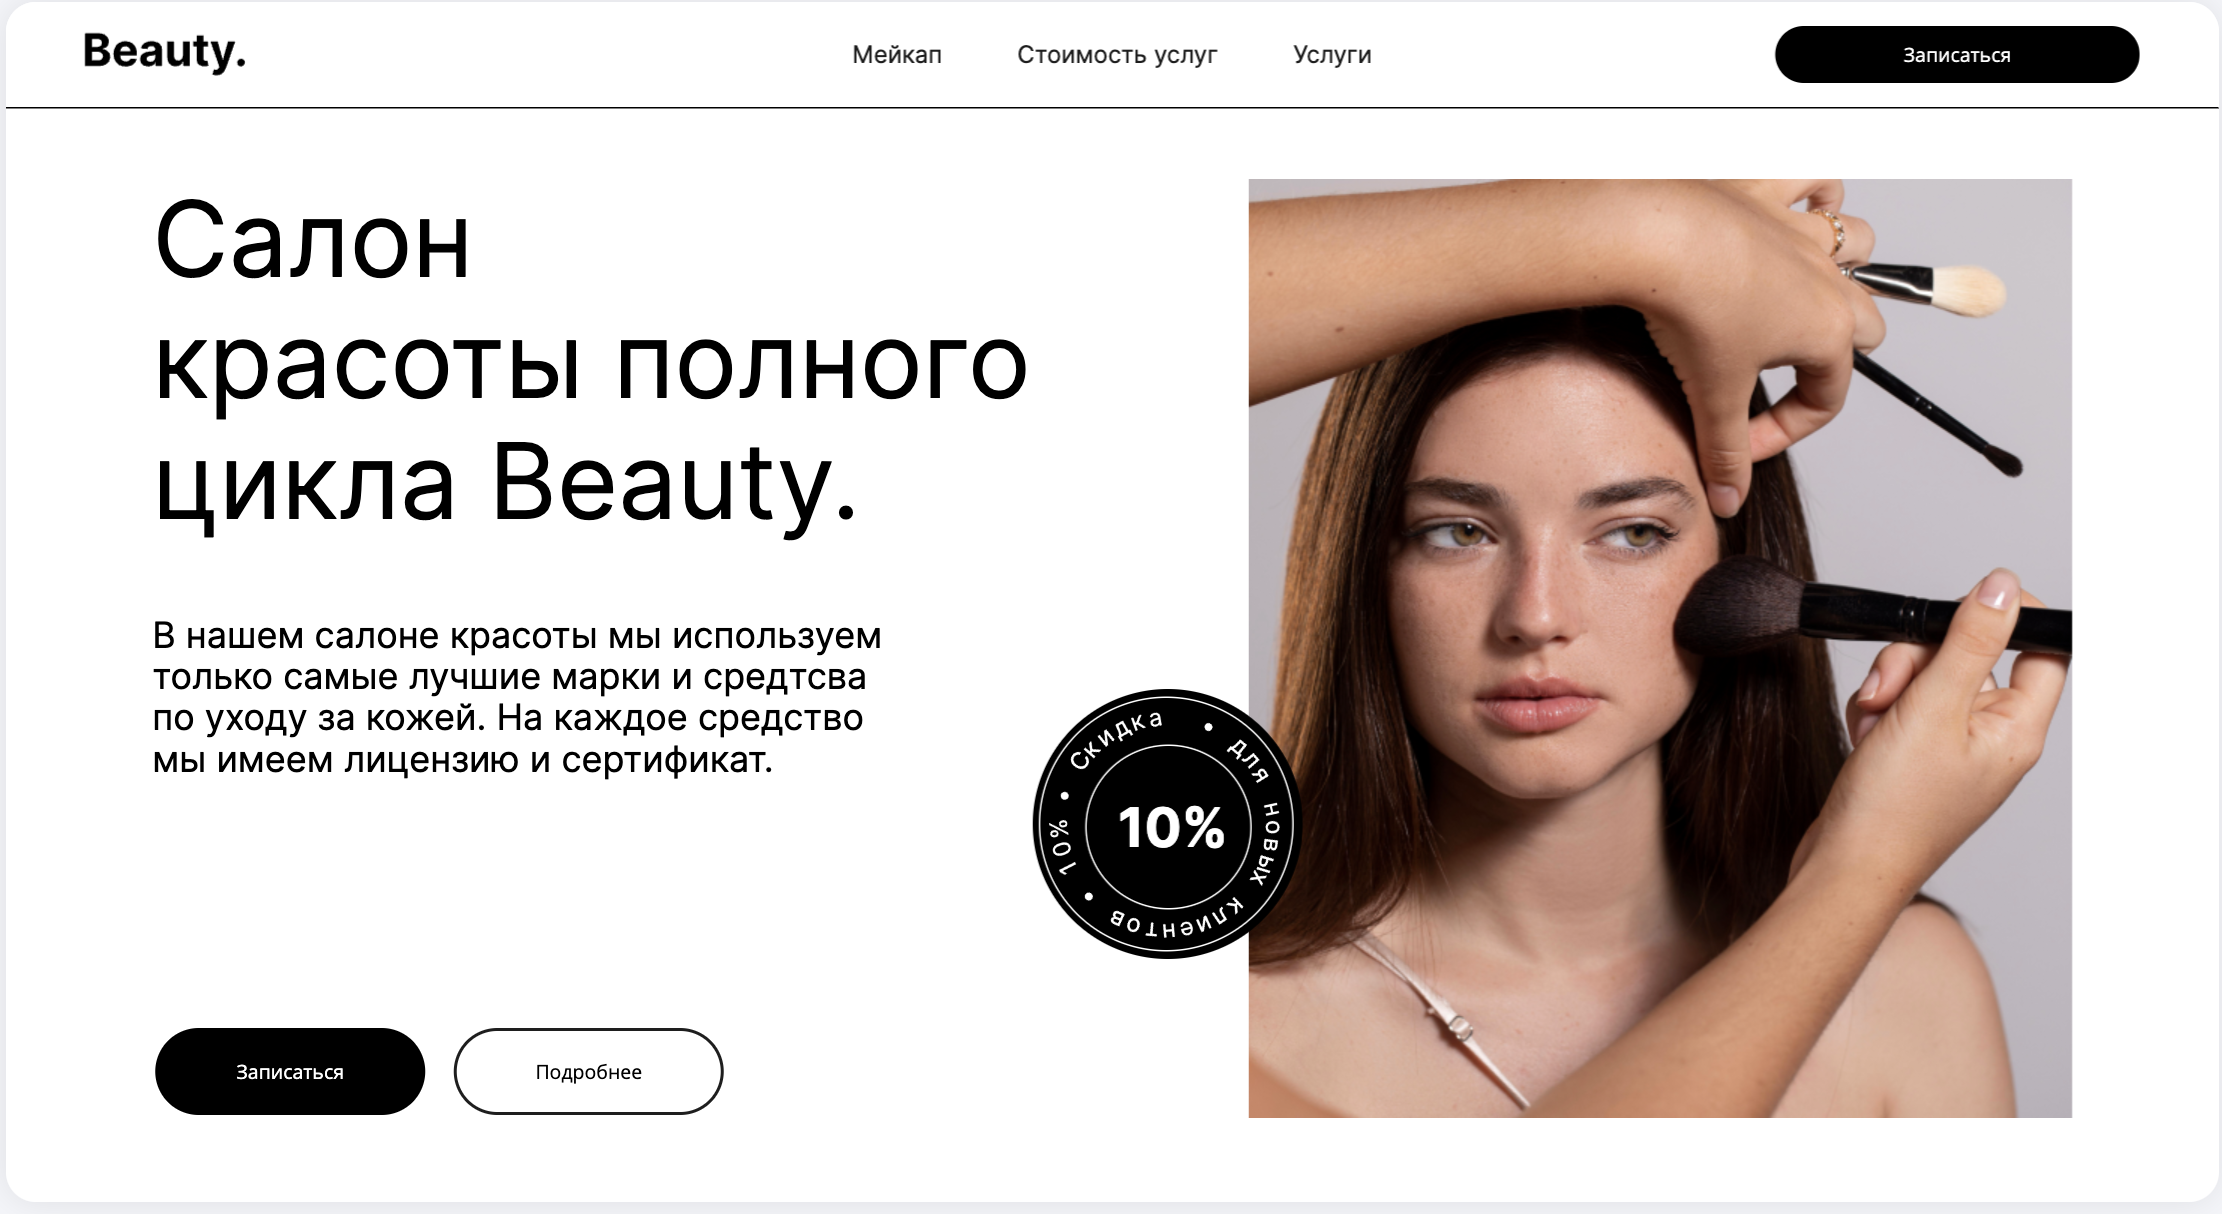 Beauty.
Мейкап
Стоимость услуг
Услуги
Записаться
Салон
красоты полного
цикла Beauty.
В нашем салоне красоты мы используем
только самые лучшие марки и средтсва
по уходу за кожей. На каждое средство
мы имеем лицензию и сертификат.
Скидка • для новых клиентов • 10% •
10%
Записаться
Подробнее